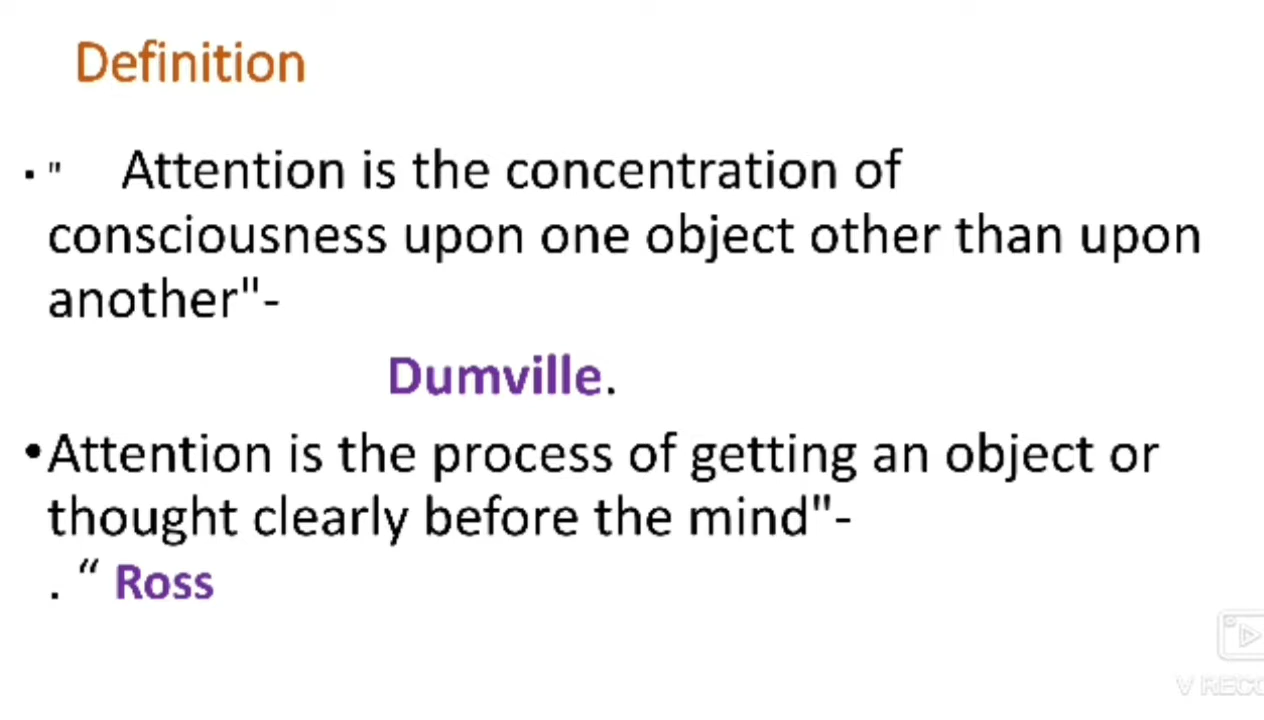 Definition
▪ " Attention is the concentration of
consciousness upon one object other than upon
another"-
Dumville.
•Attention is the process of getting an object or
thought clearly before the mind"-
. “ Ross
V RECO